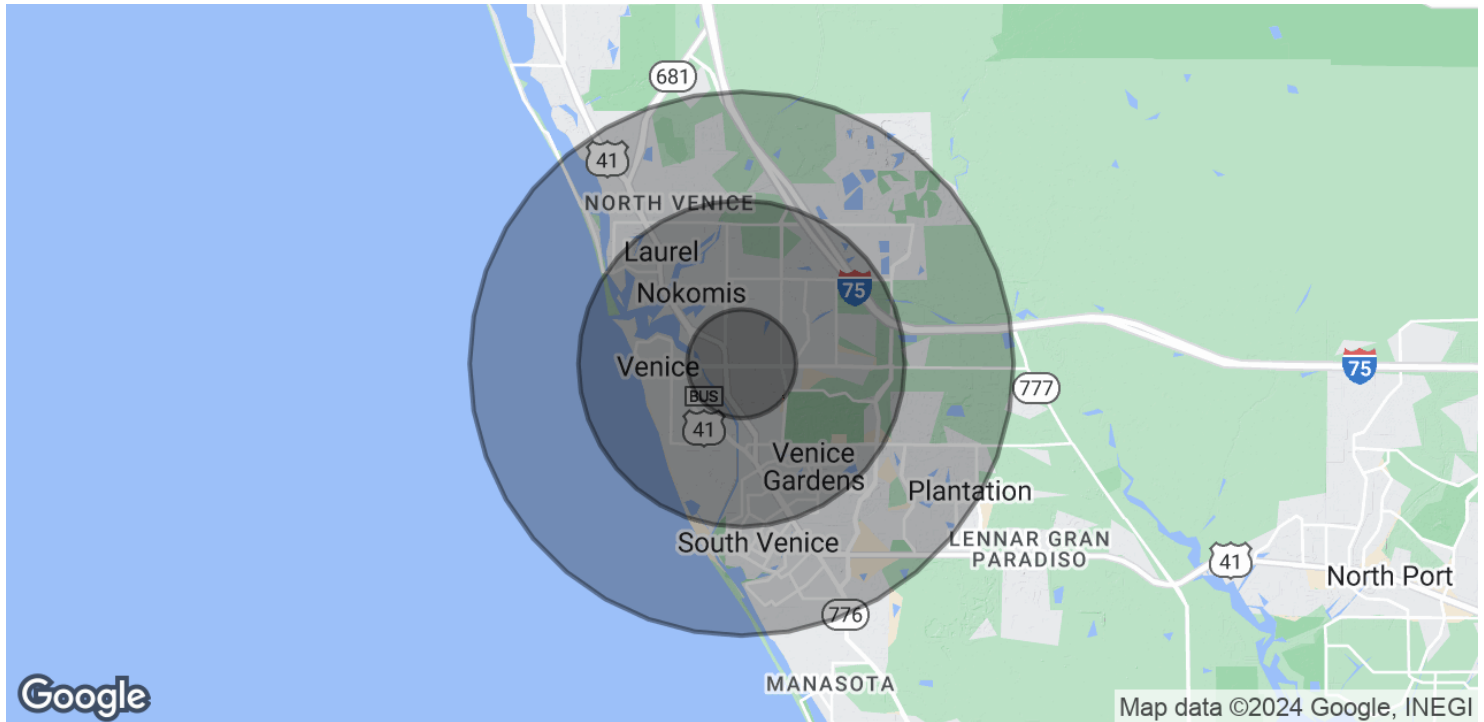 681
41
NORTH VENICE
Laurel
Nokomis
75
Venice
75
777
BUS
41
Venice
Gardens
Plantation
South Venice
LENNAR GRAN
PARADISO
41
North Port
776
MANASOTA
Google
Map data ©2024 Google, INEGI